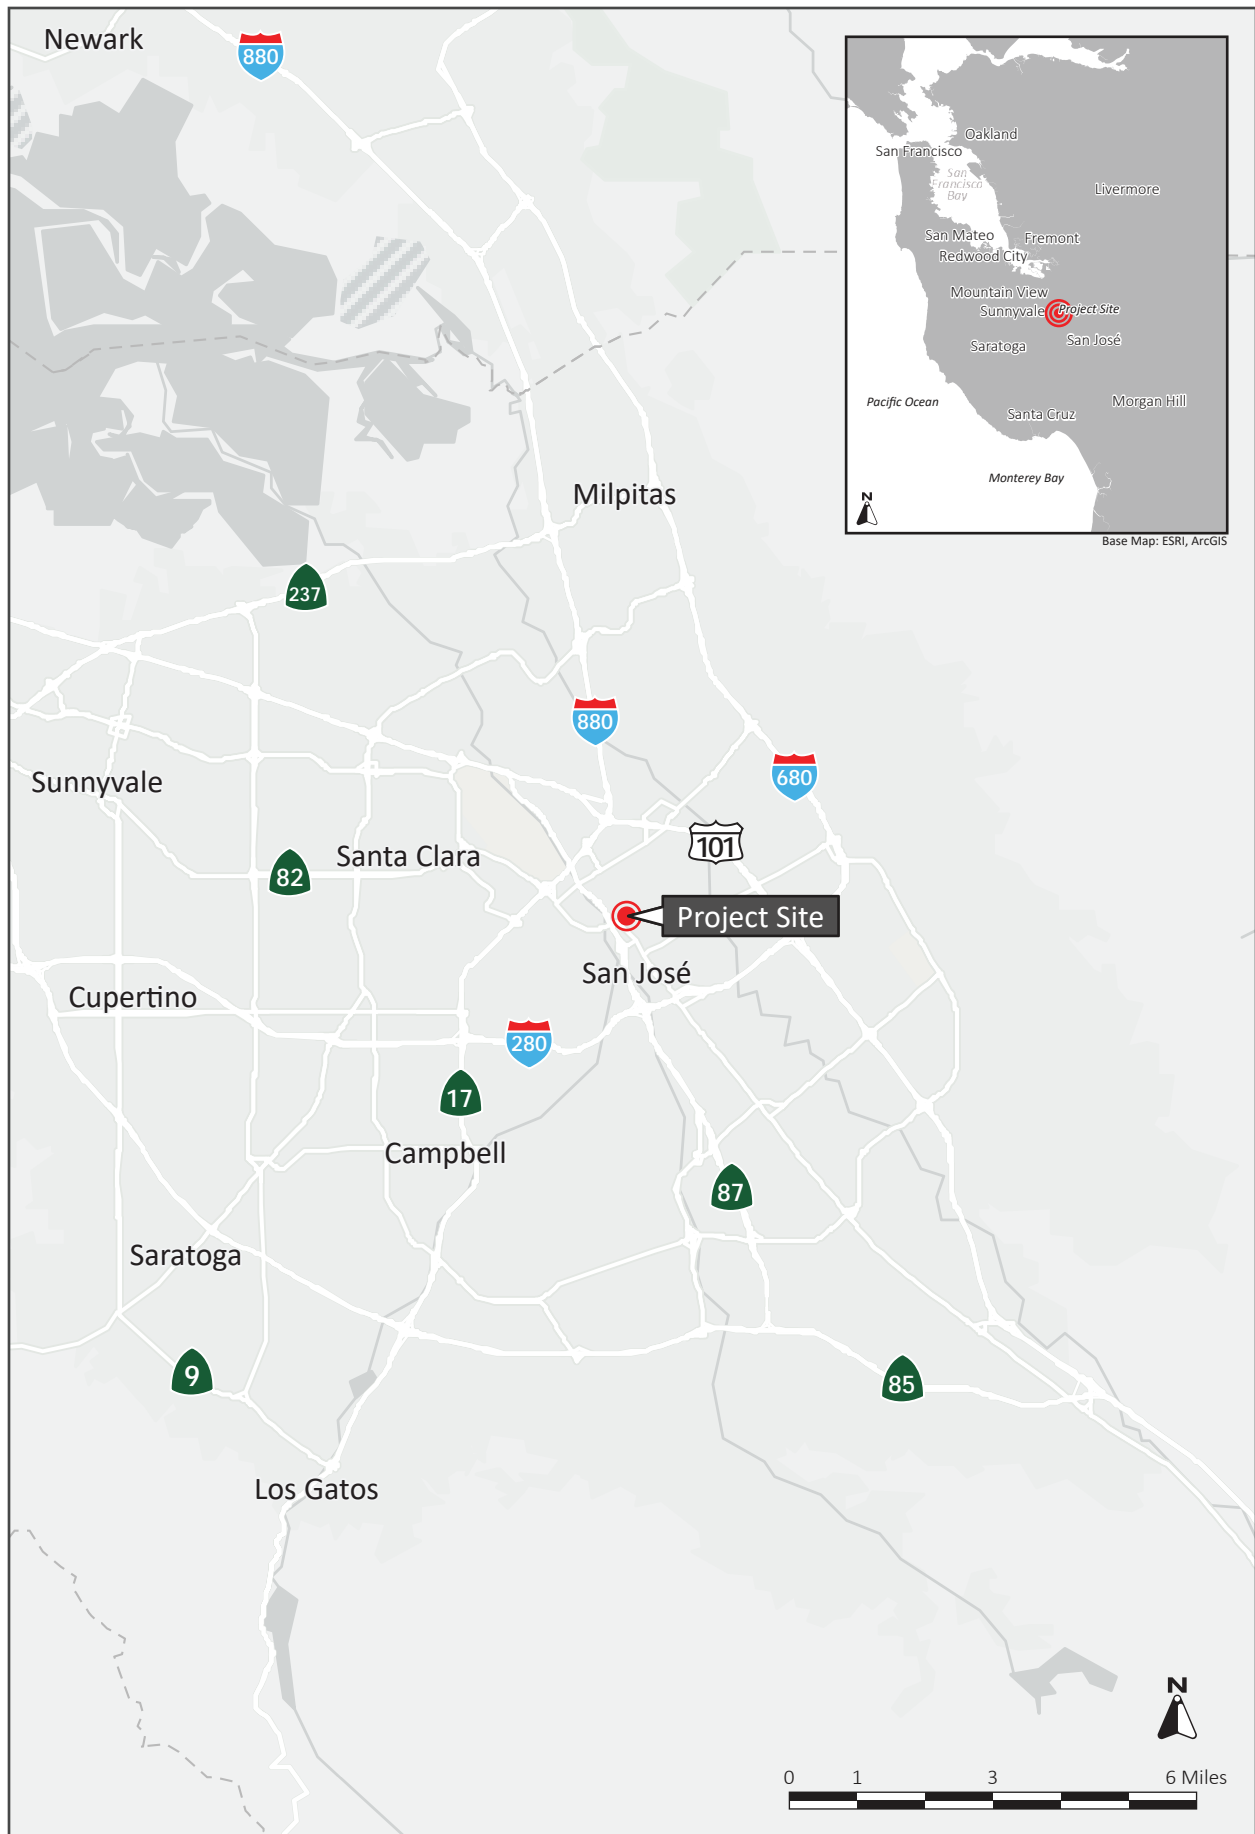 Newark
880
Oakland
San Francisco
San
Francisco
Bay
Livermore
San Mateo
Fremont
Redwood City
Mountain View
Sunnyvale
Project Site
Saratoga
San José
Pacific Ocean
Morgan Hill
Santa Cruz
Monterey Bay
N
Base Map: ESRI, ArcGIS
Milpitas
237
880
680
Sunnyvale
101
Santa Clara
82
Project Site
San José
Cupertino
280
17
Campbell
87
Saratoga
9
85
Los Gatos
N
0 1 3 6 Miles